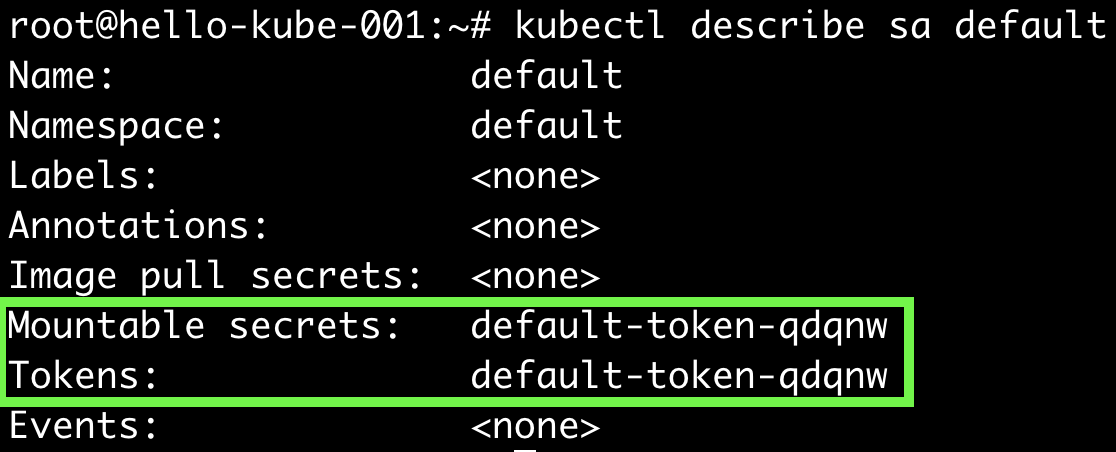 root@hello-kube-001:~# kubectl describe sa default
Name:                default
Namespace:           default
Labels:              <none>
Annotations:         <none>
Image pull secrets:  <none>
Mountable secrets:   default-token-qdqnw
Tokens:              default-token-qdqnw
Events:              <none>